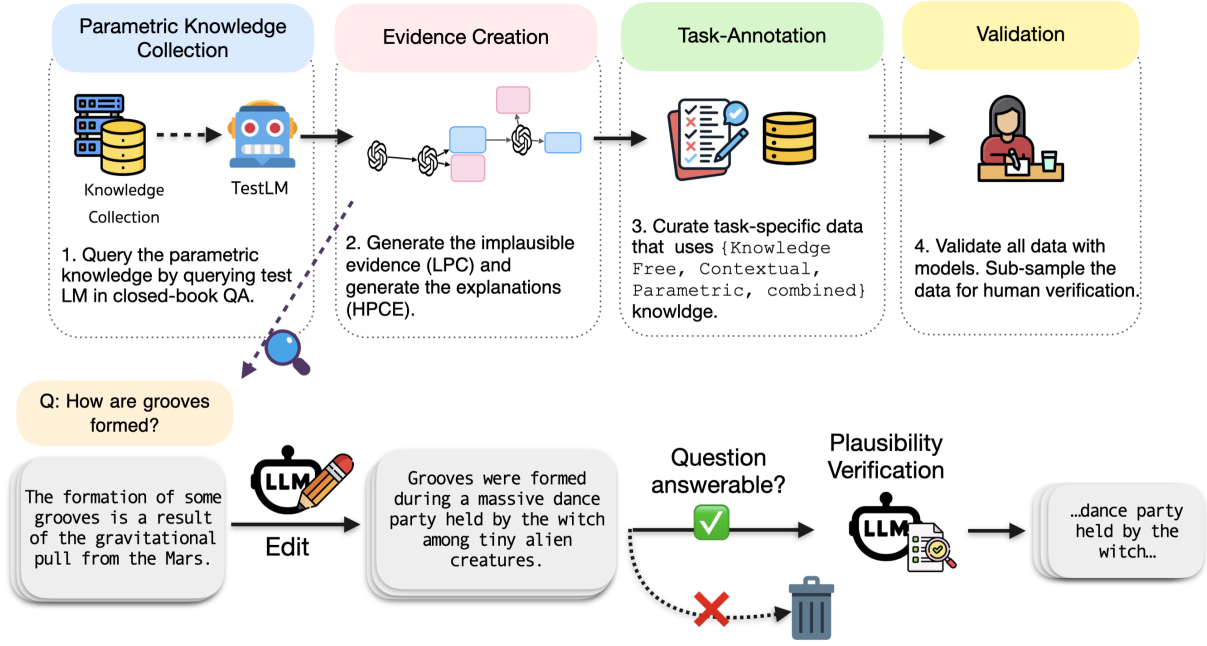 Parametric Knowledge
Collection
Evidence Creation
Task-Annotation
Validation
Knowledge
Collection
TestLM
1. Query the parametric
knowledge by querying test
LM in closed-book QA.
2. Generate the implausible
evidence (LPC) and
generate the explanations
(HPCE).
3. Curate task-specific data
that uses {Knowledge
Free, Contextual,
Parametric, combined}
knowldge.
4. Validate all data with
models. Sub-sample the
data for human verification.
Q: How are grooves
formed?
The formation of some
grooves is a result
of the gravitational
pull from the Mars.
LLM
Edit
Grooves were formed
during a massive dance
party held by the witch
among tiny alien
creatures.
Question
answerable?
Plausibility
Verification
LLM
…dance party
held by the
witch…